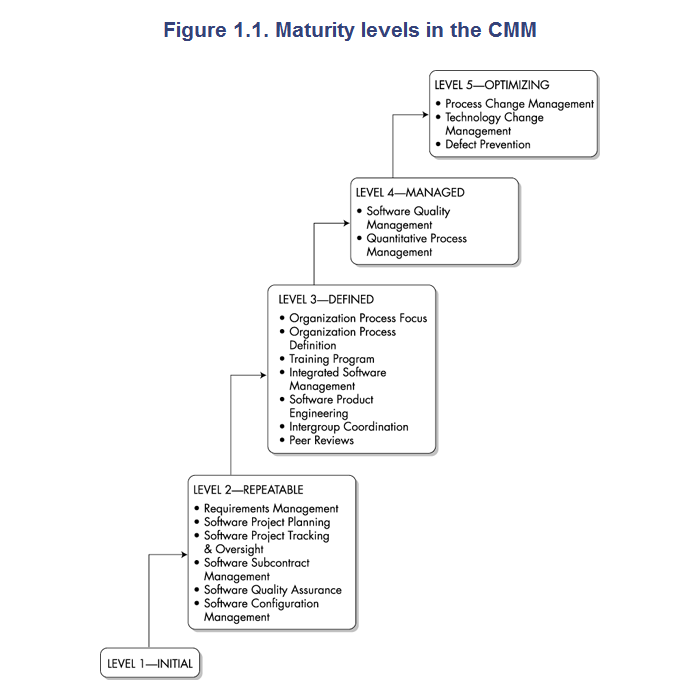 Figure 1.1. Maturity levels in the CMM
LEVEL 5—OPTIMIZING
• Process Change Management
• Technology Change
Management
• Defect Prevention
LEVEL 4—MANAGED
• Software Quality
Management
• Quantitative Process
Management
LEVEL 3—DEFINED
• Organization Process Focus
• Organization Process
Definition
• Training Program
• Integrated Software
Management
• Software Product
Engineering
• Intergroup Coordination
• Peer Reviews
LEVEL 2—REPEATABLE
• Requirements Management
• Software Project Planning
• Software Project Tracking
& Oversight
• Software Subcontract
Management
• Software Quality Assurance
• Software Configuration
Management
LEVEL 1—INITIAL